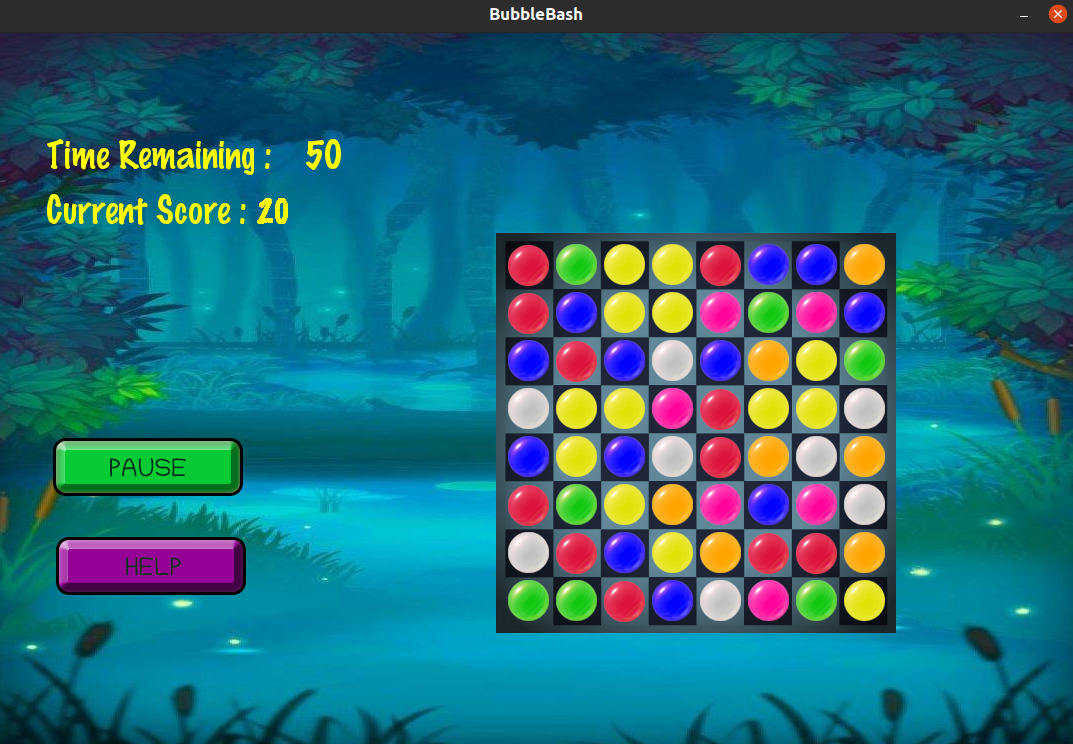 BubbleBash
Time Remaining : 50
Current Score : 20
PAUSE
HELP